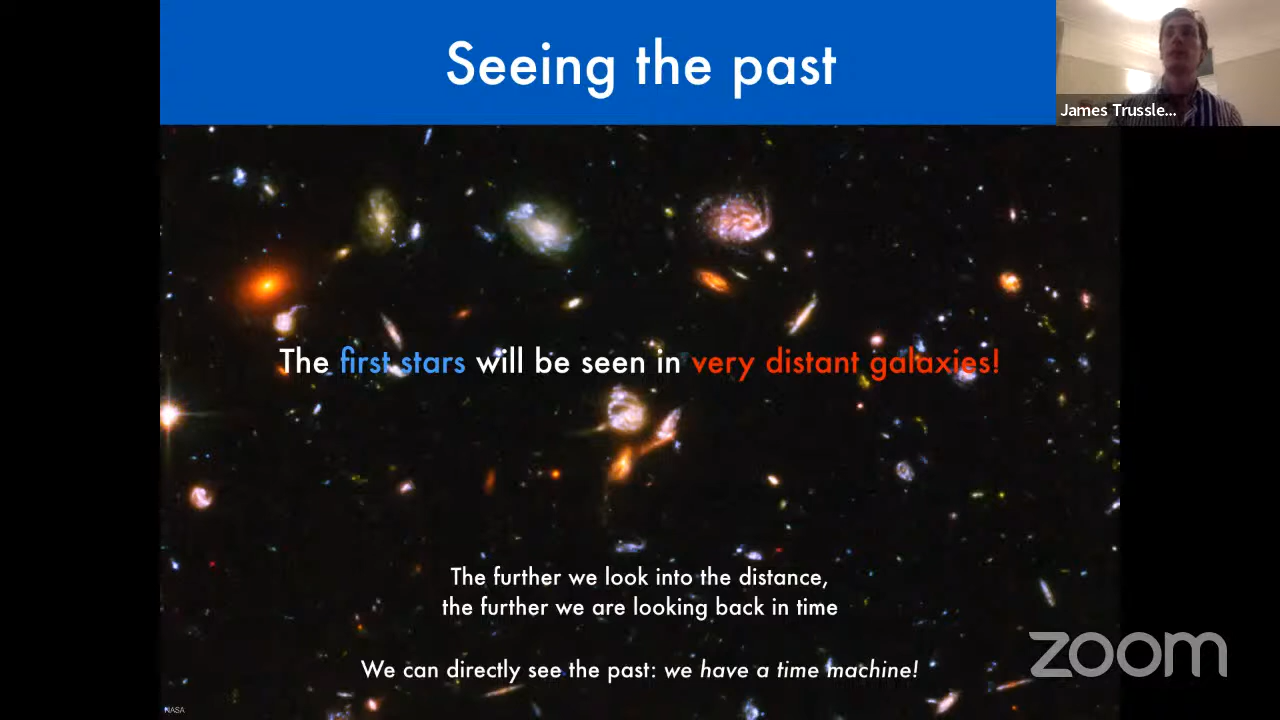 Seeing the past
James Trussle...
The first stars will be seen in very distant galaxies!
The further we look into the distance,
the further we are looking back in time
We can directly see the past: we have a time machine!
zoom
NASA